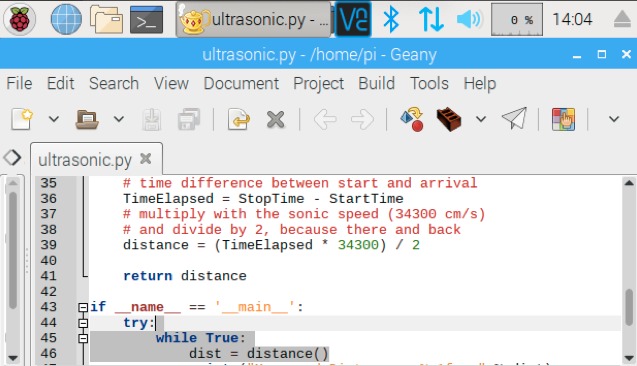 ultrasonic.py - ...
0 %
14:04
ultrasonic.py - /home/pi - Geany
File Edit Search View Document Project Build Tools Help
ultrasonic.py
35 # time difference between start and arrival
36 TimeElapsed = StopTime - StartTime
37 # multiply with the sonic speed (34300 cm/s)
38 # and divide by 2, because there and back
39 distance = (TimeElapsed * 34300) / 2
40
41 return distance
42
43 if __name__ == '__main__':
44 try:
45 while True:
46 dist = distance()